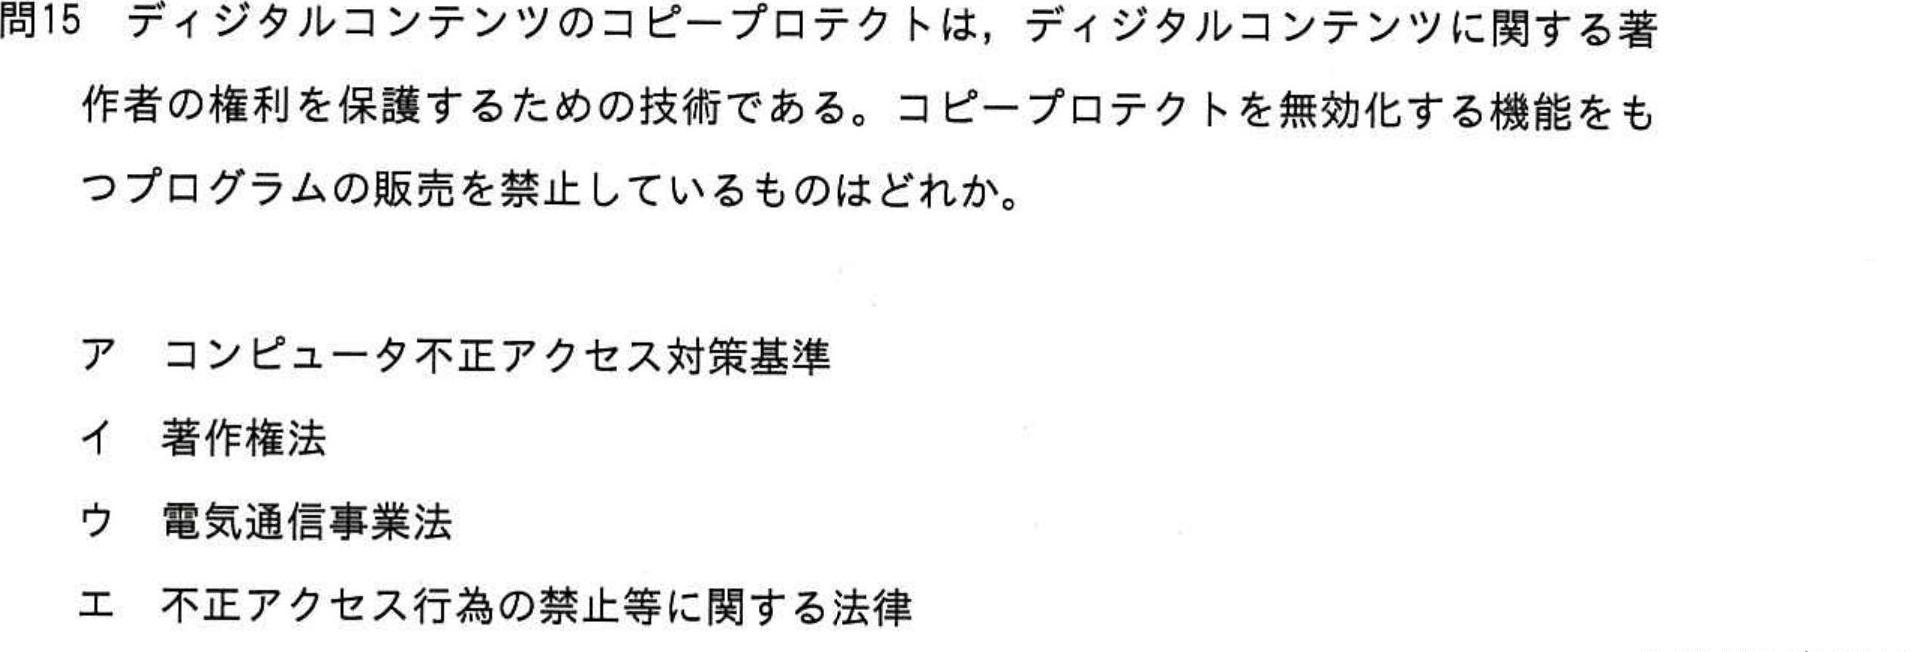 問15 ディジタルコンテンツのコピープロテクトは，ディジタルコンテンツに関する著
作者の権利を保護するための技術である。コピープロテクトを無効化する機能をも
つプログラムの販売を禁止しているものはどれか。
ア コンピュータ不正アクセス対策基準
イ 著作権法
ウ 電気通信事業法
エ 不正アクセス行為の禁止等に関する法律